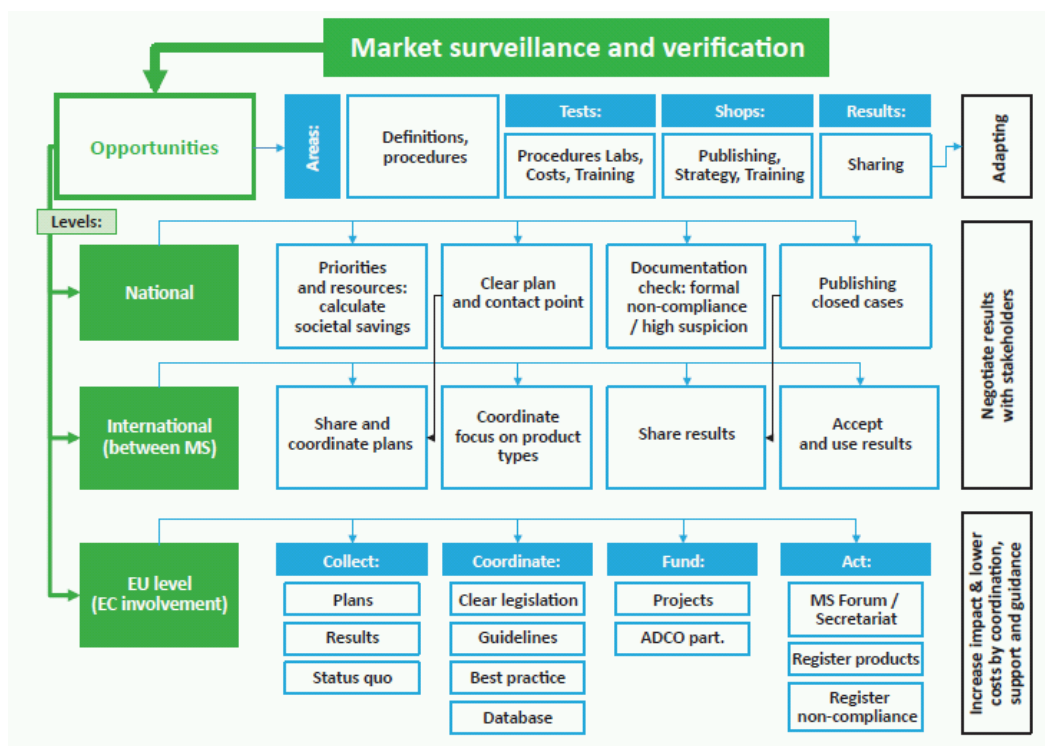 Market surveillance and verification
Opportunities
Areas:
Definitions,
procedures
Tests:
Procedures Labs,
Costs, Training
Shops:
Publishing,
Strategy, Training
Results:
Sharing
Adapting
Levels:
National
Priorities
and resources:
calculate
societal savings
Clear plan
and contact point
Documentation
check: formal
non-compliance
/ high suspicion
Publishing
closed cases
International
(between MS)
Share and
coordinate plans
Coordinate
focus on product
types
Share results
Accept
and use results
Negotiate results
with stakeholders
EU level
(EC involvement)
Collect:
Plans
Results
Status quo
Coordinate:
Clear legislation
Guidelines
Best practice
Database
Fund:
Projects
ADCO part.
Act:
MS Forum /
Secretariat
Register products
Register
non-compliance
Increase impact & lower
costs by coordination,
support and guidance